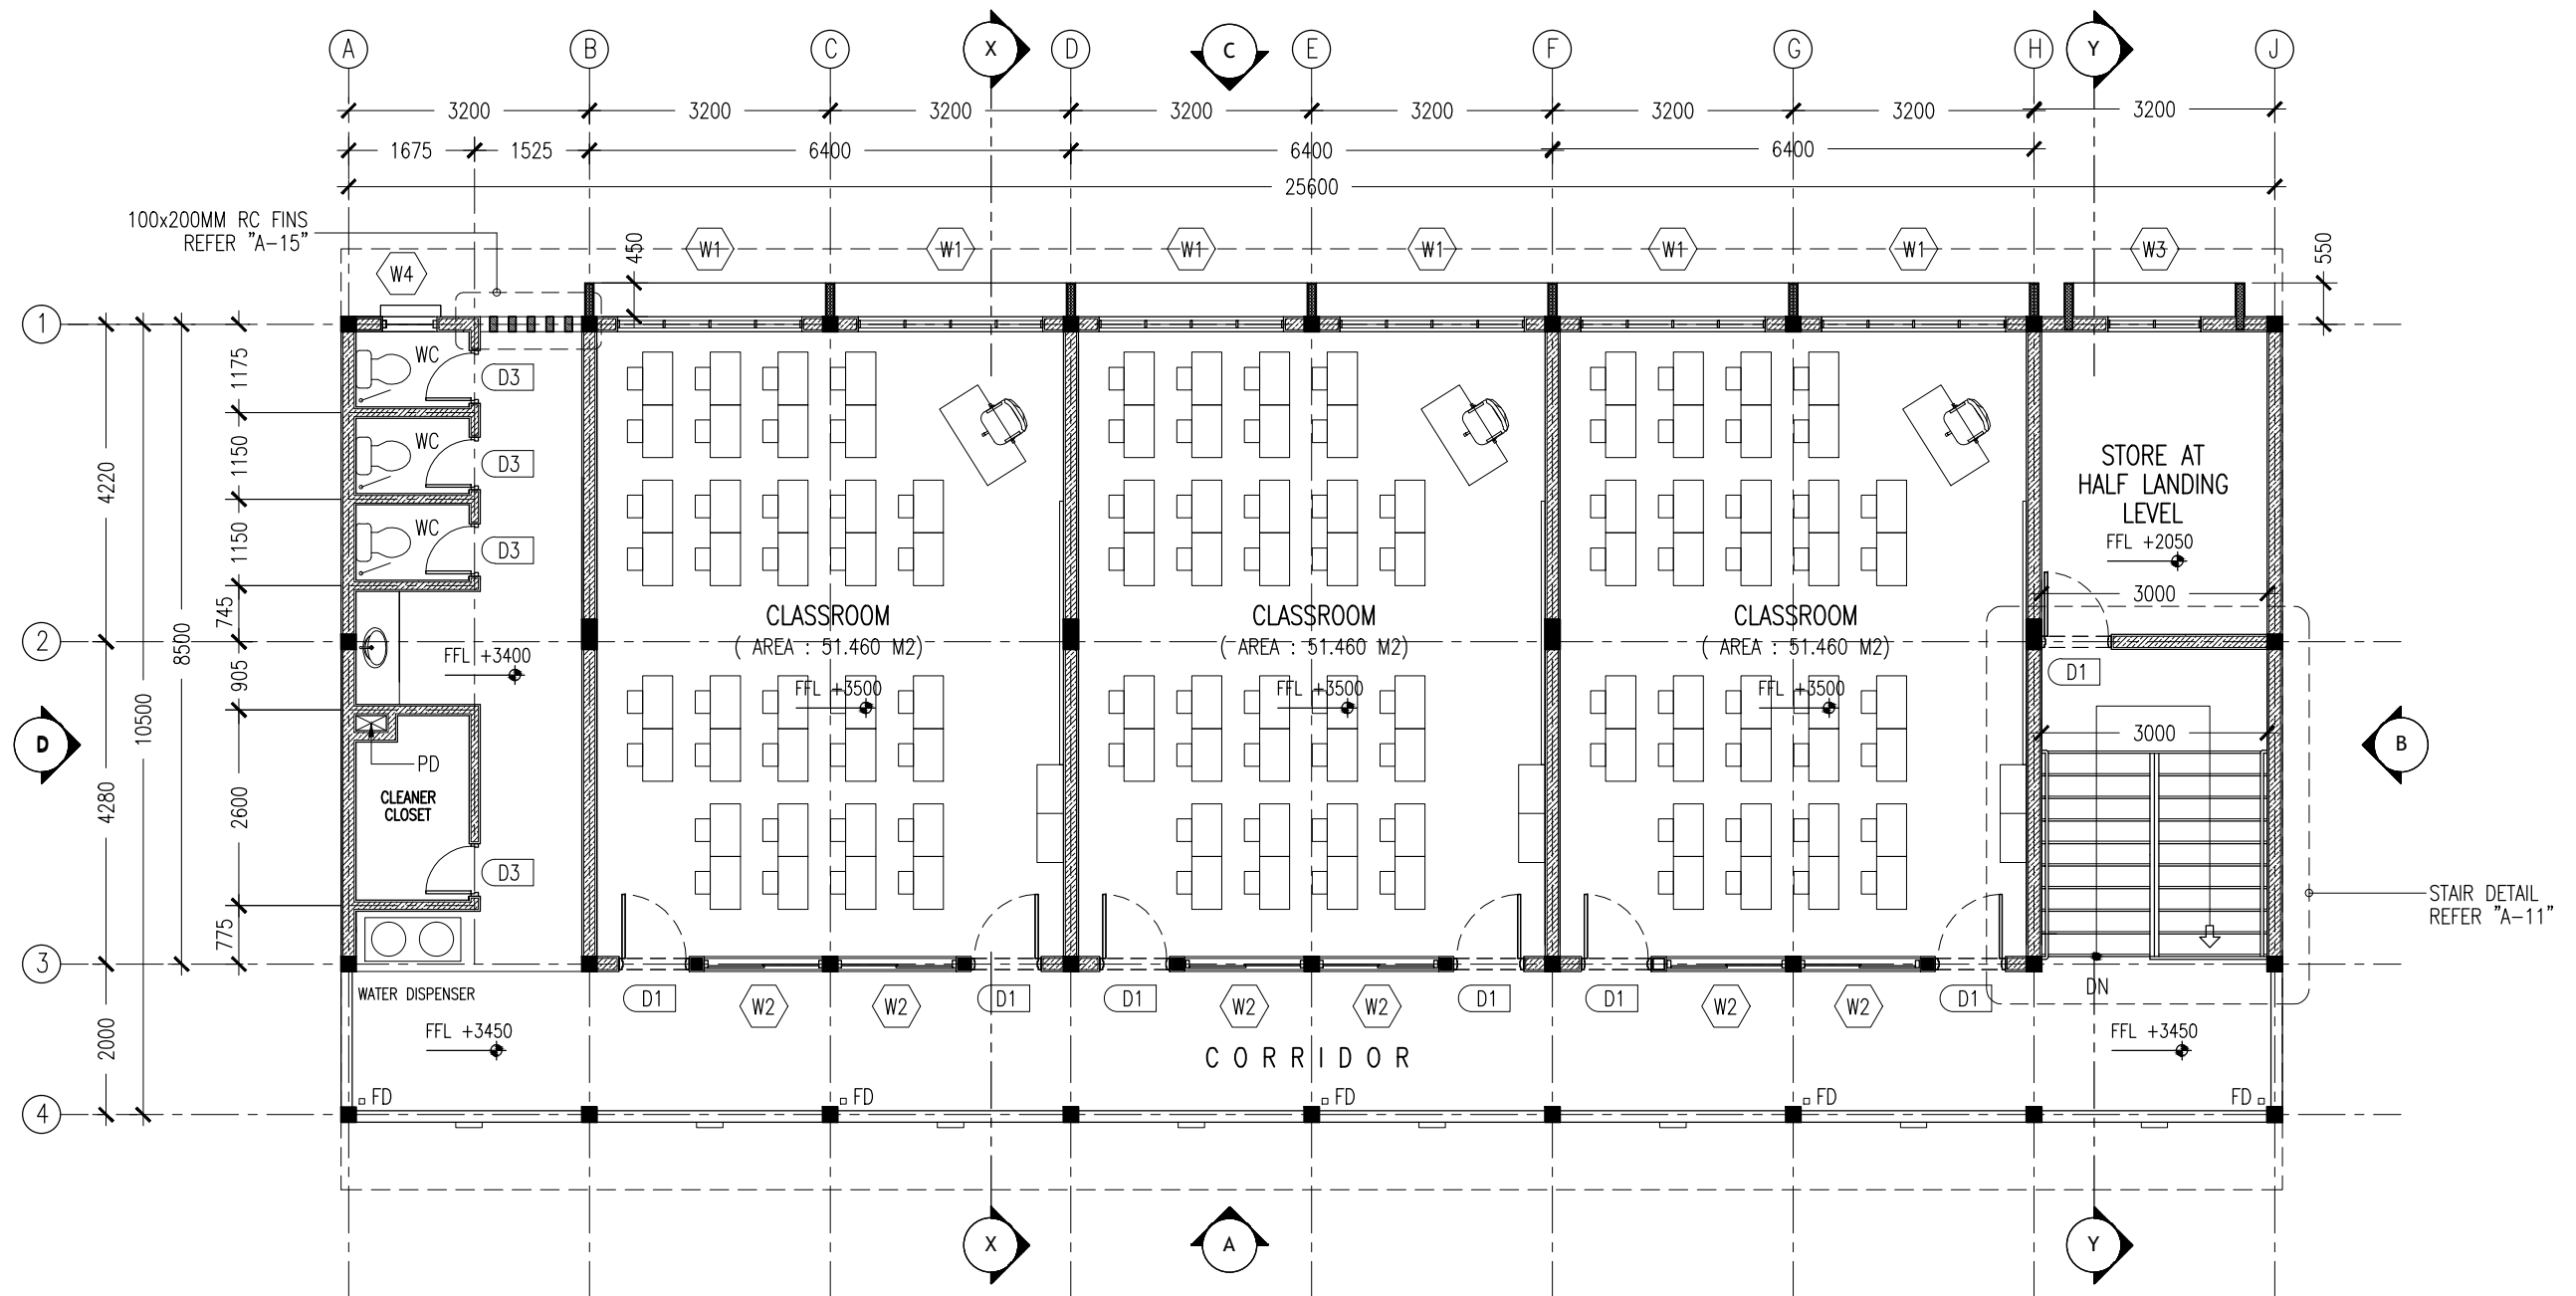 A B C X D C E F G H Y J
3200 3200 3200 3200 3200 3200 3200 3200
1675 1525 6400 6400 6400
25600
100x200MM RC FINS
REFER "A-15"
450
550
W4 W1 W1 W1 W1 W1 W1 W3
1
1175
WC D3
4220
1150
WC D3
STORE AT
HALF LANDING
LEVEL
FFL +2050
1150
WC D3
3000
745
8500
2
CLASSROOM CLASSROOM CLASSROOM
( AREA : 51.460 M2) ( AREA : 51.460 M2) ( AREA : 51.460 M2)
FFL +3400
D1
905
FFL +3500 FFL +3500 FFL +3500
10500
D
3000
B
PD
4280
2600
CLEANER
CLOSET
D3
STAIR DETAIL
REFER "A-11"
775
3
WATER DISPENSER
DN
D1 W2 W2 D1 D1 W2 W2 D1 D1 W2 W2 D1
2000
FFL +3450 FFL +3450
CORRIDOR
FD FD FD FD FD
4
X A Y